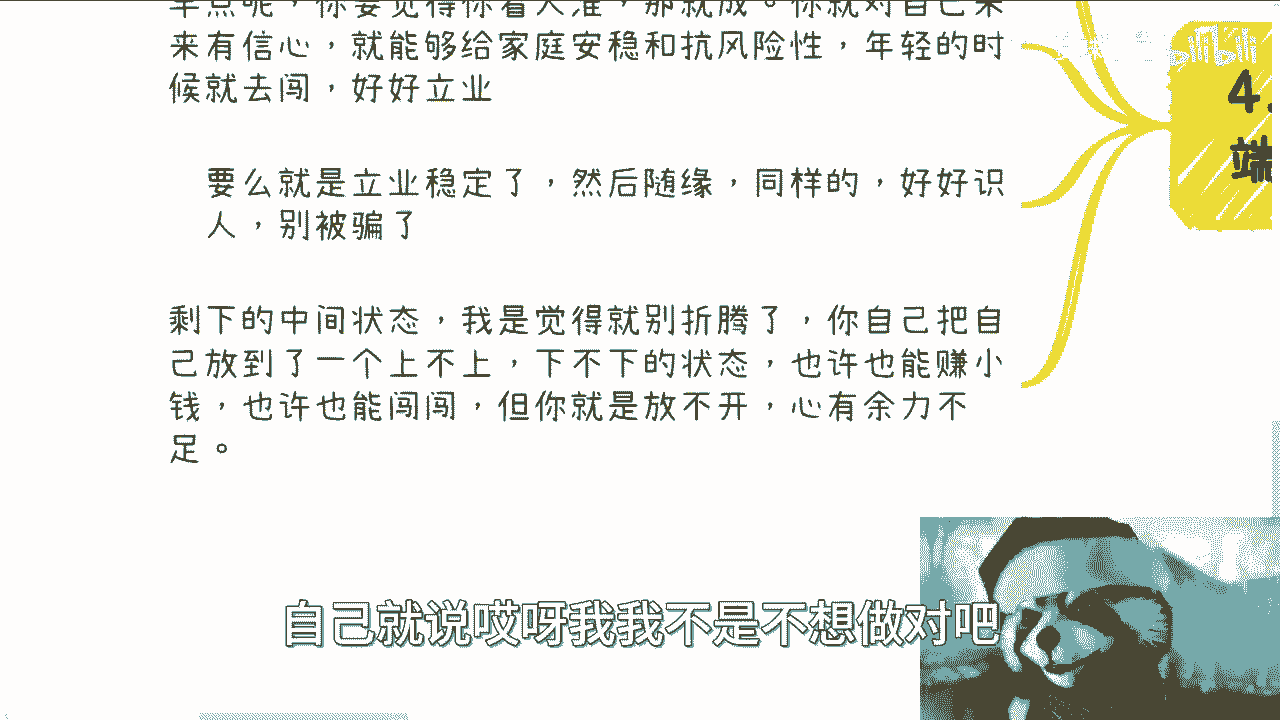 早点呢，你要觉得你看人准，那就成。你就对自己未
来有信心，就能够给家庭安稳和抗风险性，年轻的时
候就去闯，好好立业
要么就是立业稳定了，然后随缘，同样的，好好识
人，别被骗了
剩下的中间状态，我是觉得就别折腾了，你自己把自
己放到了一个上不上，下不下的状态，也许也能赚小
钱，也许也能闯闯，但你就是放不开，心有余力不
足。
4.
端
bilibili
自己就说哎呀我我不是不想做对吧